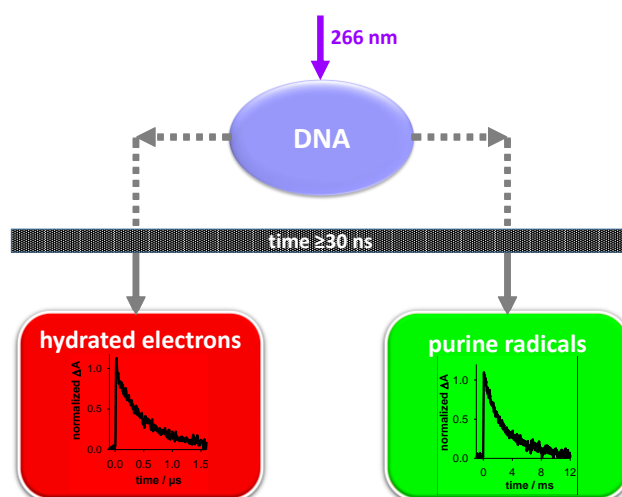 266 nm
DNA
time ≥30 ns
hydrated electrons
normalized ΔA
1.0
0.5
0.0
0.0 0.5 1.0 1.5
time / µs
purine radicals
normalized ΔA
1.0
0.5
0.0
0 4 8 12
time / ms